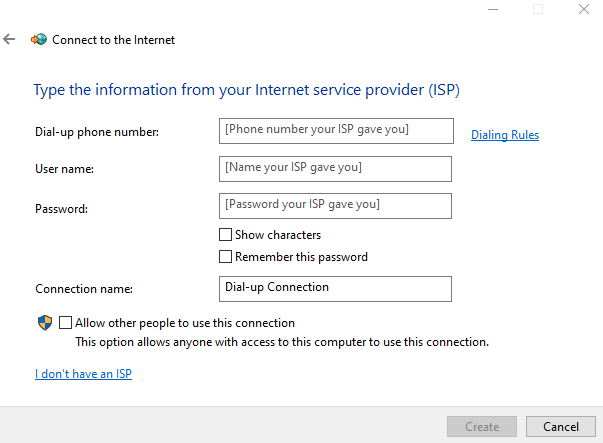 Connect to the Internet
Type the information from your Internet service provider (ISP)
Dial-up phone number: [Phone number your ISP gave you] Dialing Rules
User name: [Name your ISP gave you]
Password: [Password your ISP gave you]
Show characters
Remember this password
Connection name: Dial-up Connection
Allow other people to use this connection
This option allows anyone with access to this computer to use this connection.
I don't have an ISP
Create Cancel